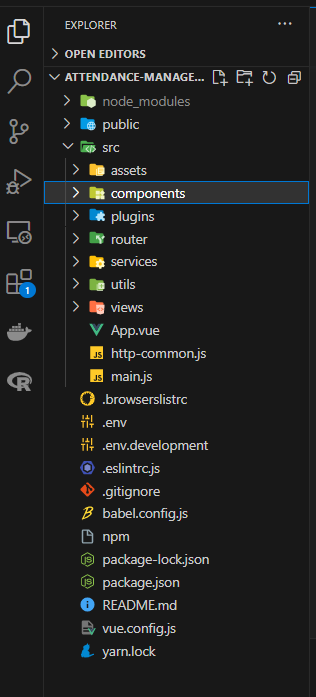 EXPLORER
OPEN EDITORS
ATTENDANCE-MANAGE...
node_modules
public
src
assets
components
plugins
router
services
utils
views
App.vue
http-common.js
main.js
.browserslistrc
.env
.env.development
.eslintrc.js
.gitignore
babel.config.js
npm
package-lock.json
package.json
README.md
vue.config.js
yarn.lock
1